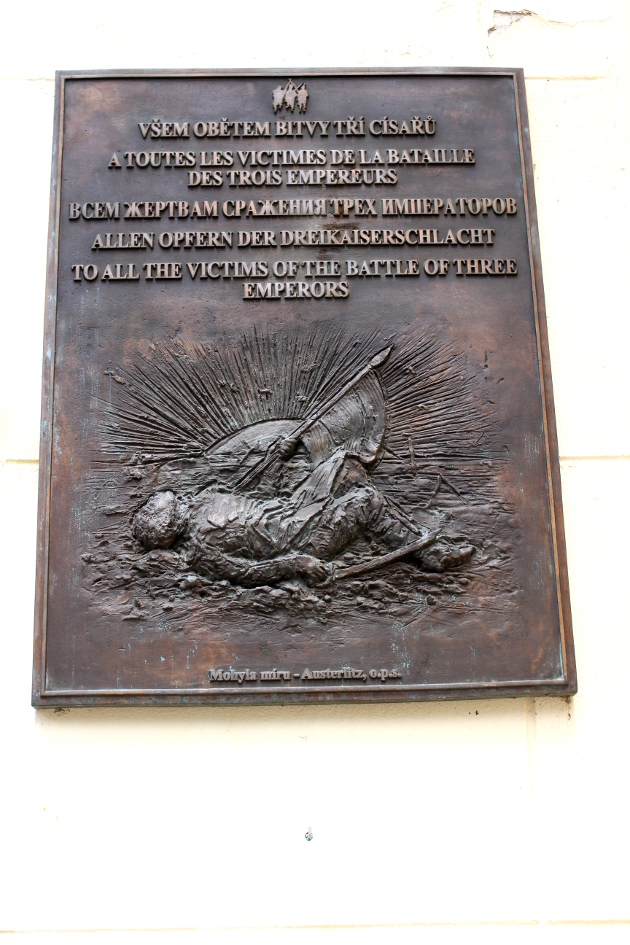 VŠEM OBĚTEM BITVY TŘÍ CÍSAŘŮ
A TOUTES LES VICTIMES DE LA BATAILLE
DES TROIS EMPEREURS
ВСЕМ ЖЕРТВАМ СРАЖЕНИЯ ТРЕХ ИМПЕРАТОРОВ
ALLEN OPFERN DER DREIKAISERSCHLACHT
TO ALL THE VICTIMS OF THE BATTLE OF THREE
EMPERORS
Mohyla míru - Austerlitz, o.p.s.